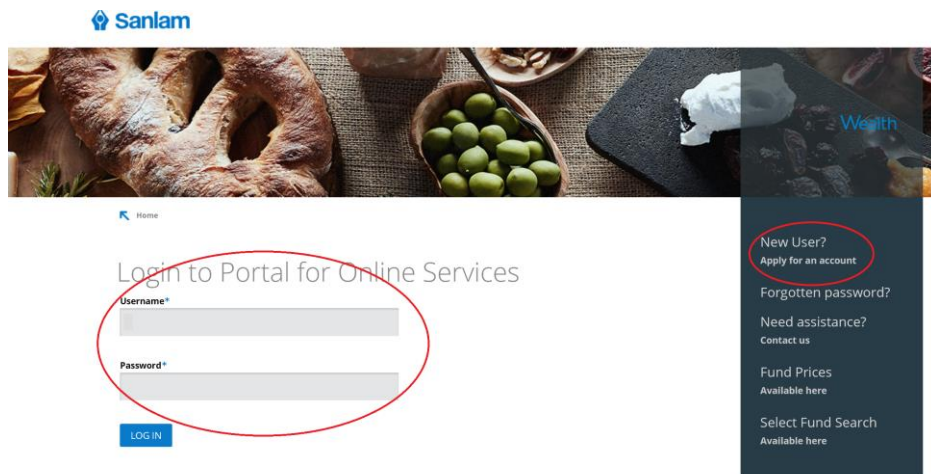 Sanlam
Wealth
Home
Login to Portal for Online Services
Username*
Password*
LOG IN
New User?
Apply for an account
Forgotten password?
Need assistance?
Contact us
Fund Prices
Available here
Select Fund Search
Available here